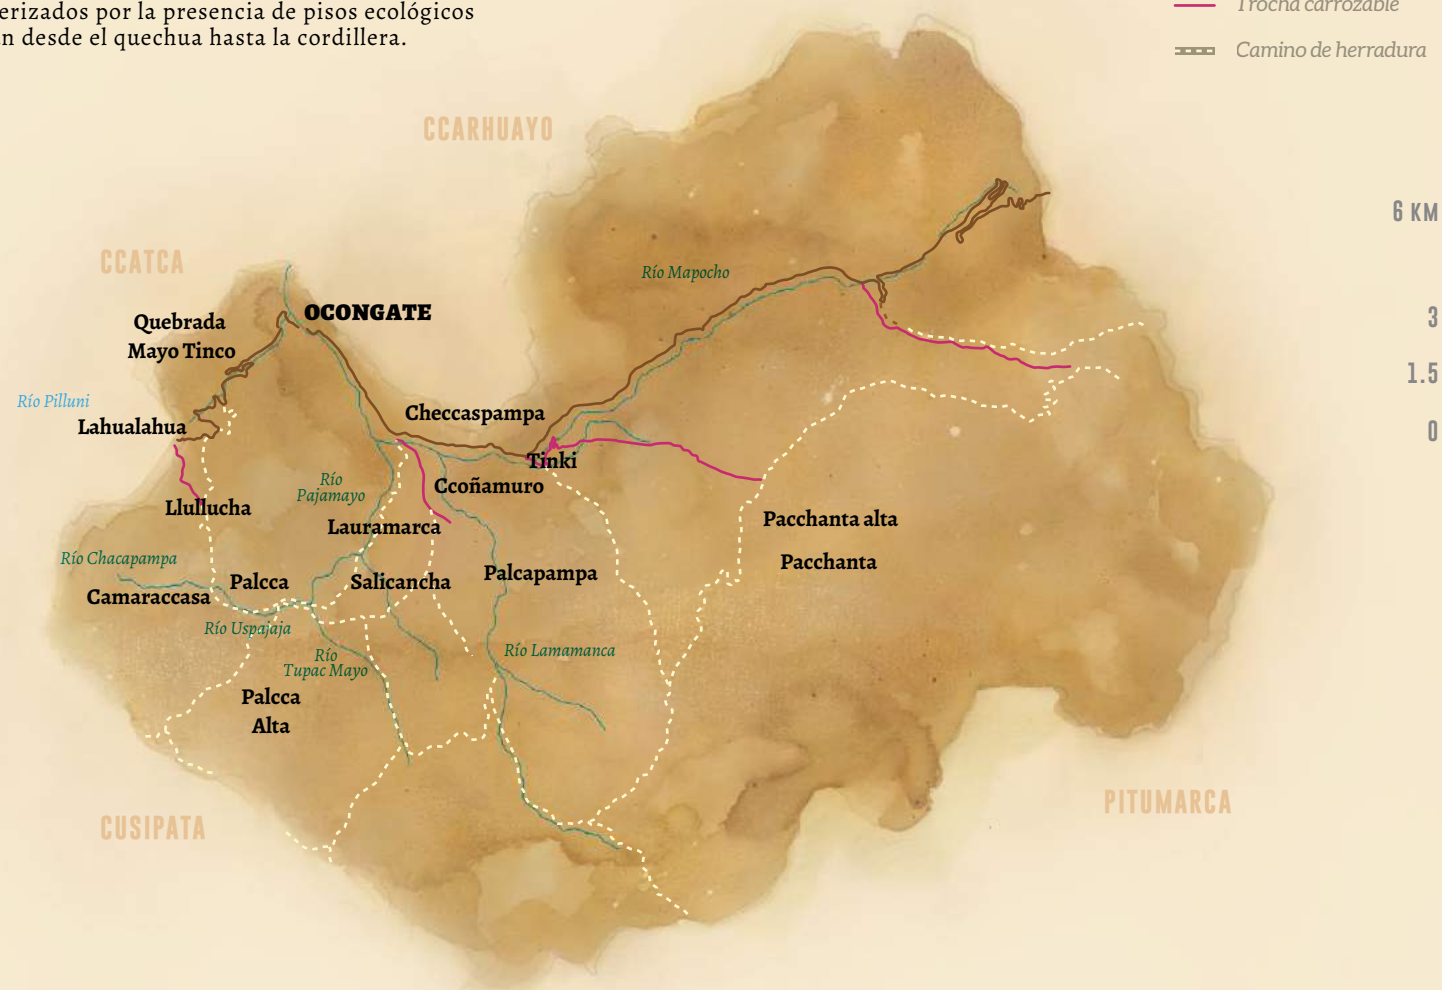 erizados por la presencia de pisos ecológicos
n desde el quechua hasta la cordillera.
Trocha carrozable
Camino de herradura
CCARHUAYO
6 KM
CCATCA
Río Mapocho
OCONGATE
Quebrada
Mayo Tinco
3
1.5
Río Pilluni
Checcaspampa
Lahualahua
0
Tinki
Río
Pajamayo
Ccoñamuro
Llullucha
Lauramarca
Pacchanta alta
Río Chacapampa
Pacchanta
Palcca
Salicancha
Palcapampa
Camaraccasa
Río Uspajaja
Río Lamamanca
Río
Tupac Mayo
Palcca
Alta
PITUMARCA
CUSIPATA